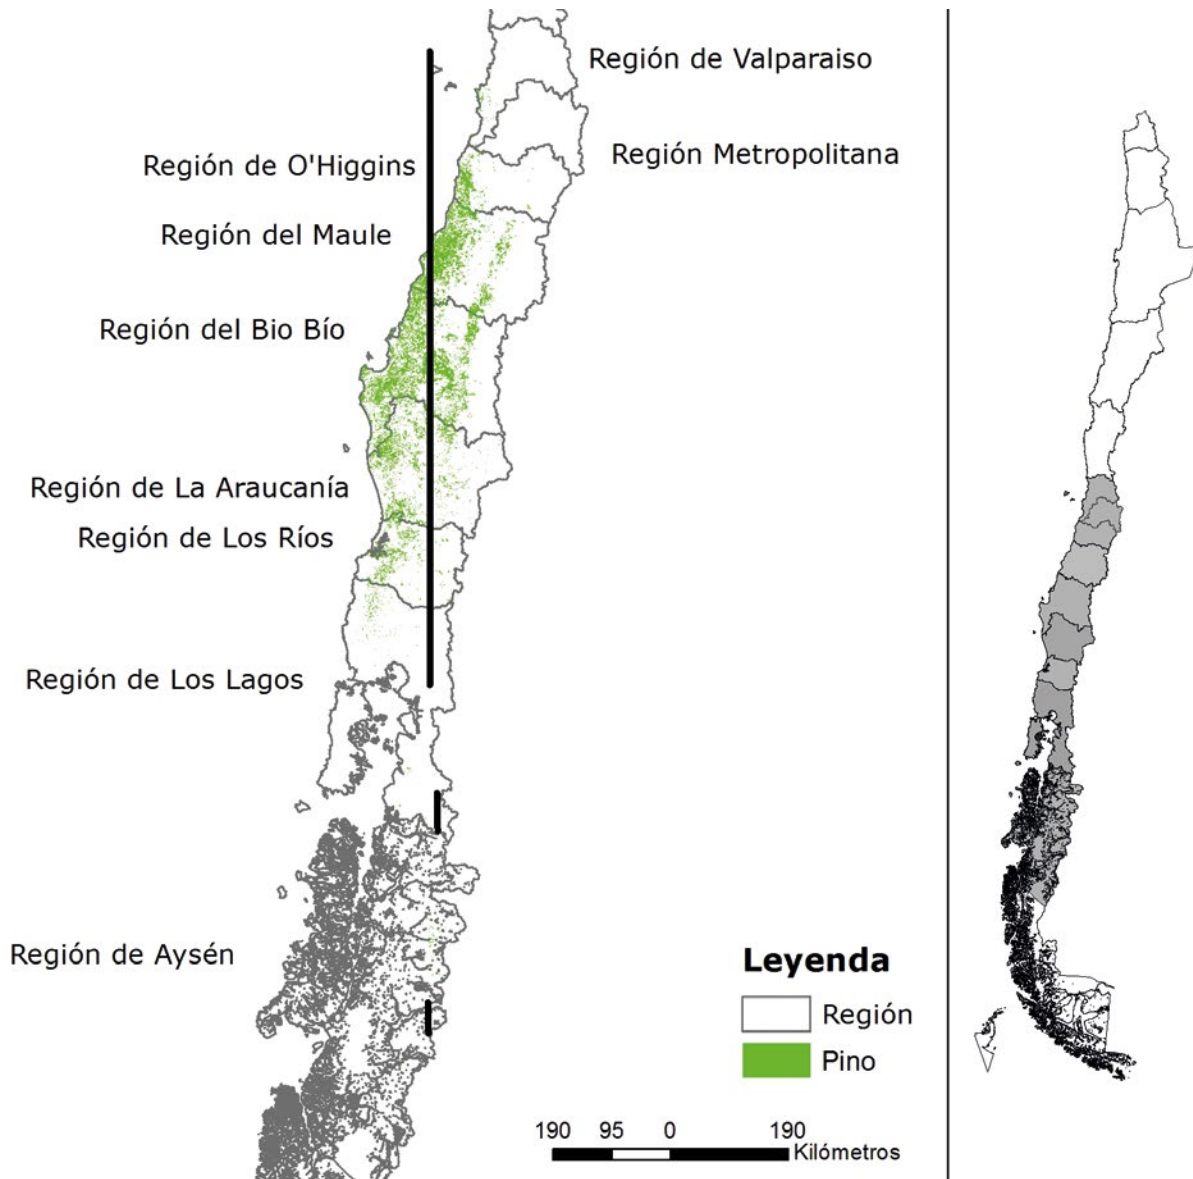 Región de Valparaiso
Región Metropolitana
Región de O'Higgins
Región del Maule
Región del Bio Bío
Región de La Araucanía
Región de Los Ríos
Región de Los Lagos
Región de Aysén
Leyenda
Región
Pino
190 95 0 190
Kilómetros